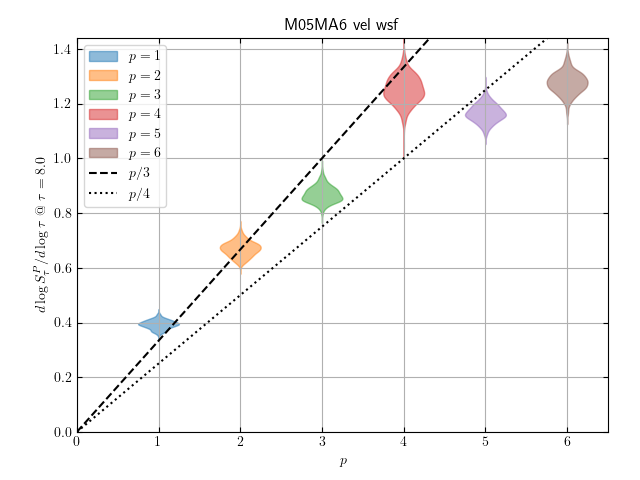 M05MA6 vel wsf
1.4
1.2
1.0
0.8
0.6
0.4
0.2
0.0
d log S_τ^P / d log τ @ τ = 8.0
p = 1
p = 2
p = 3
p = 4
p = 5
p = 6
p/3
p/4
0 1 2 3 4 5 6
p